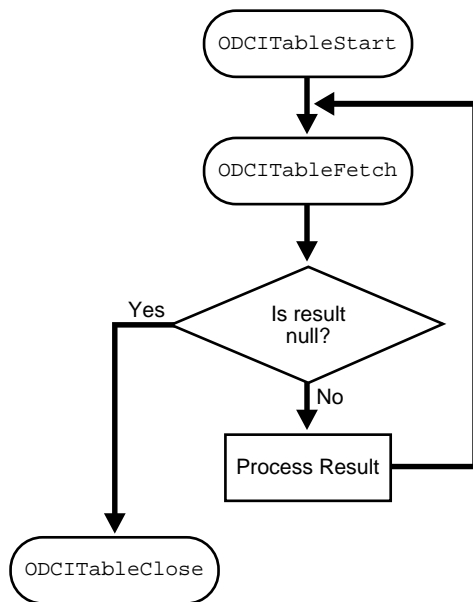 ODCITableStart
ODCITableFetch
Is result
null?
Yes
No
Process Result
ODCITableClose